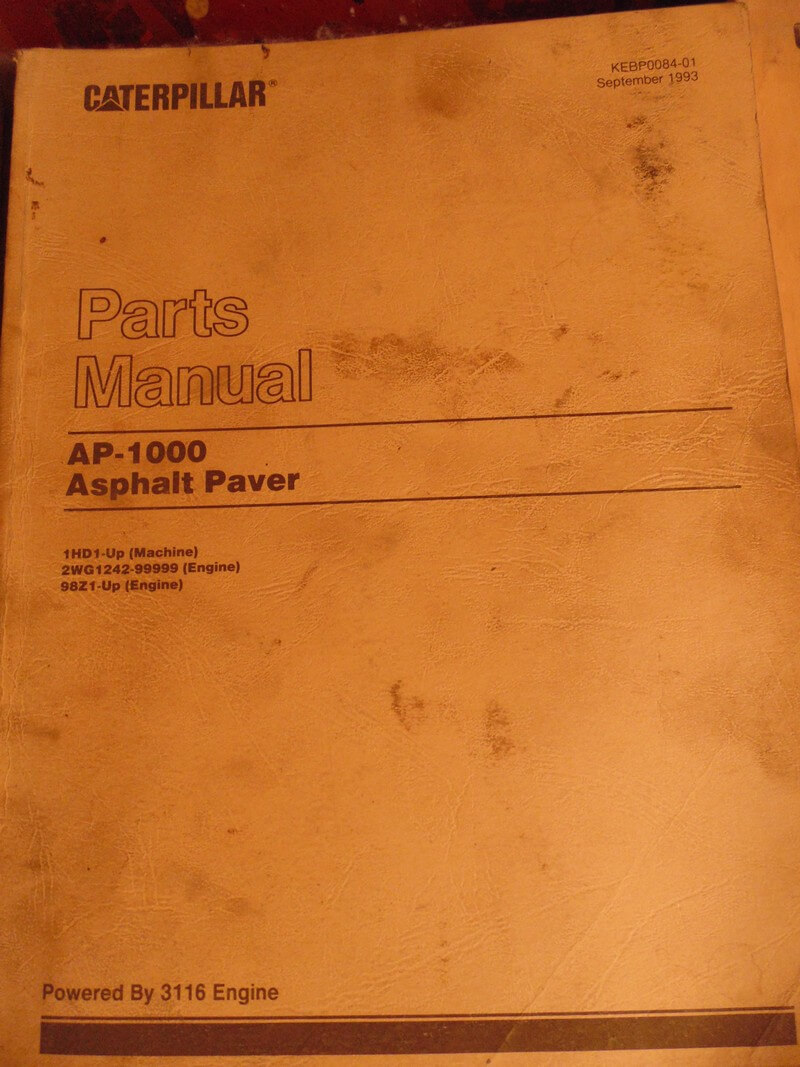 CATERPILLAR®
KEBP0084-01
September 1993
Parts
Manual
AP-1000
Asphalt Paver
1HD1-Up (Machine)
2WG1242-99999 (Engine)
98Z1-Up (Engine)
Powered By 3116 Engine